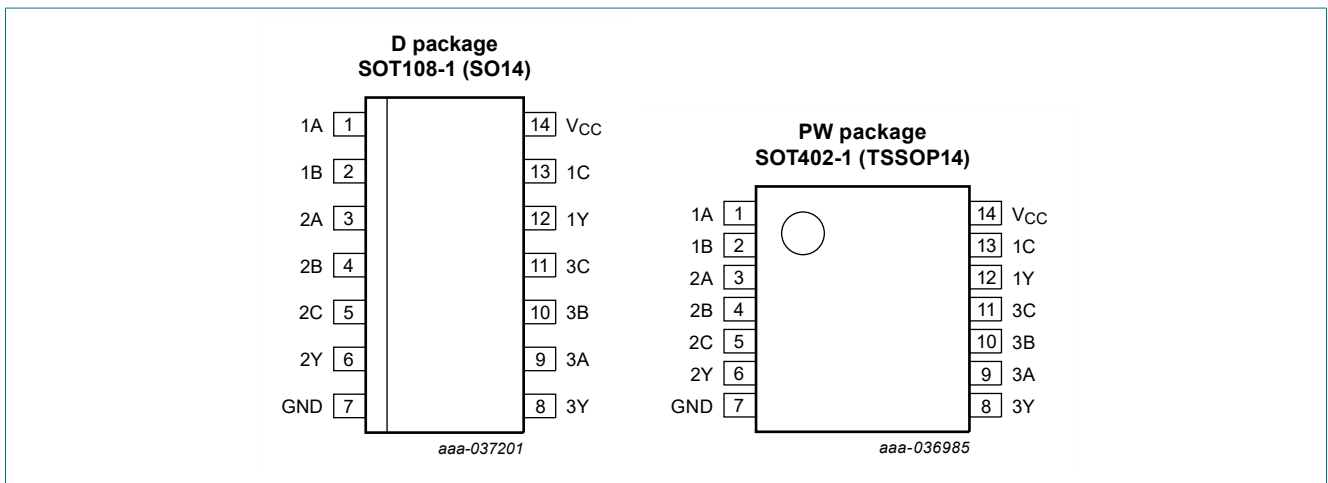 D package
SOT108-1 (SO14)
1A 1 14 VCC
1B 2 13 1C
2A 3 12 1Y
2B 4 11 3C
2C 5 10 3B
2Y 6 9 3A
GND 7 8 3Y
aaa-037201
PW package
SOT402-1 (TSSOP14)
1A 1 14 VCC
1B 2 13 1C
2A 3 12 1Y
2B 4 11 3C
2C 5 10 3B
2Y 6 9 3A
GND 7 8 3Y
aaa-036985